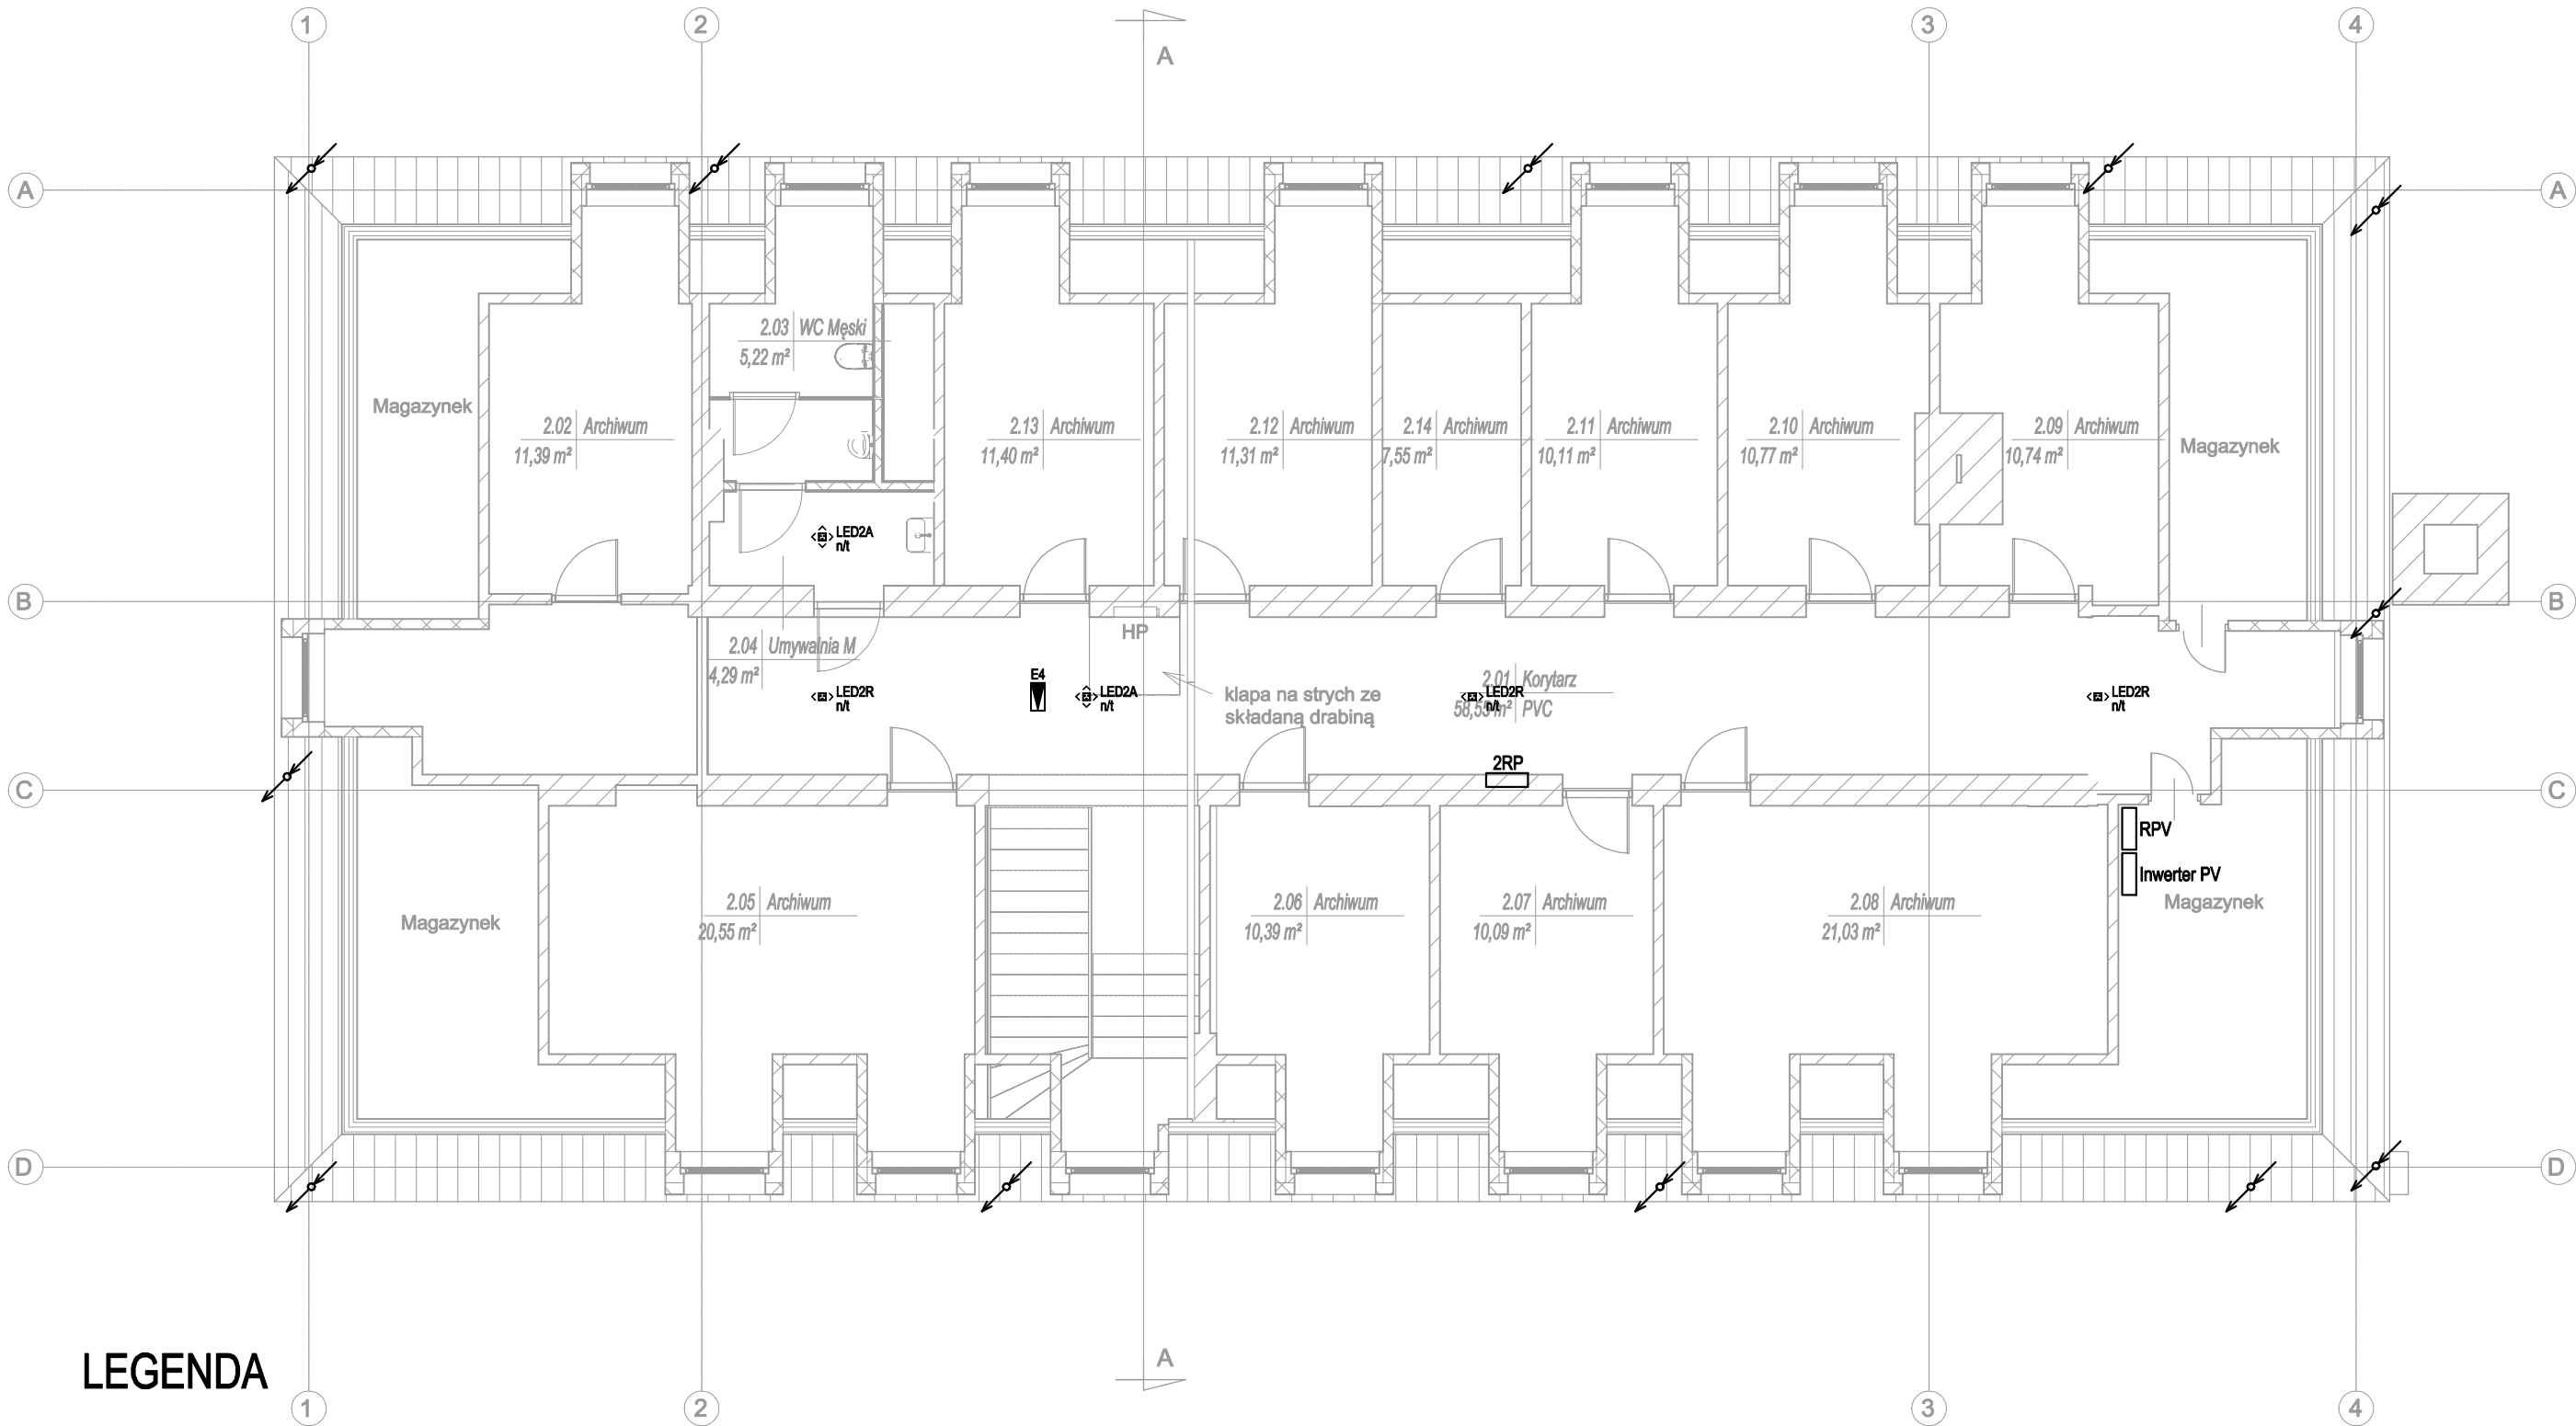 1 2 A 3 4
A A
2.03 WC Męski
5,22 m²
Magazynek
2.02 Archiwum
11,39 m²
2.13 Archiwum
11,40 m²
2.12 Archiwum
11,31 m²
2.14 Archiwum
7,55 m²
2.11 Archiwum
10,11 m²
2.10 Archiwum
10,77 m²
2.09 Archiwum
10,74 m²
Magazynek
LED2A
n/t
B B
HP
2.04 Umywalnia M
4,29 m²
LED2R
n/t
E4
LED2A
n/t
klapa na strych ze
składaną drabiną
2.01 Korytarz
58,55 m² PVC
LED2R
n/t
LED2R
n/t
2RP
C C
RPV
Inwerter PV
Magazynek
Magazynek
2.05 Archiwum
20,55 m²
2.06 Archiwum
10,39 m²
2.07 Archiwum
10,09 m²
2.08 Archiwum
21,03 m²
D D
A
LEGENDA
1 2 3 4